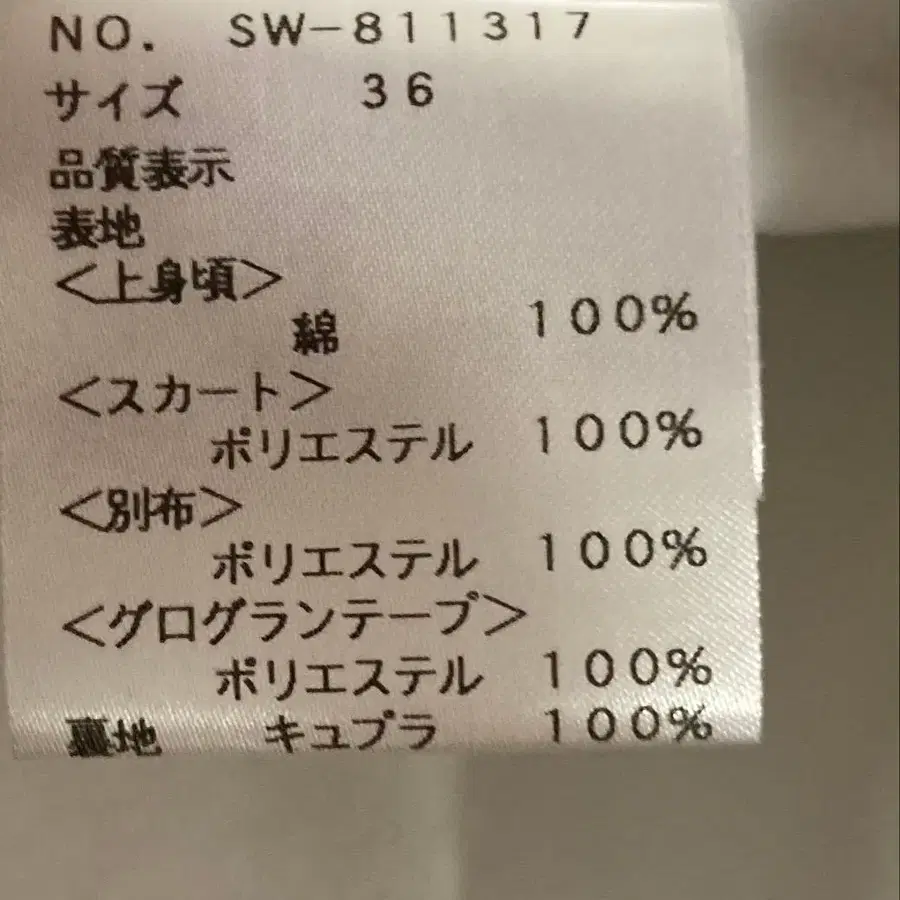 NO. SW-811317
サイズ 36
品質表示
表地
<上身頃>
綿 100%
<スカート>
ポリエステル 100%
<別布>
ポリエステル 100%
<グログランテープ>
ポリエステル 100%
裏地 キュプラ 100%